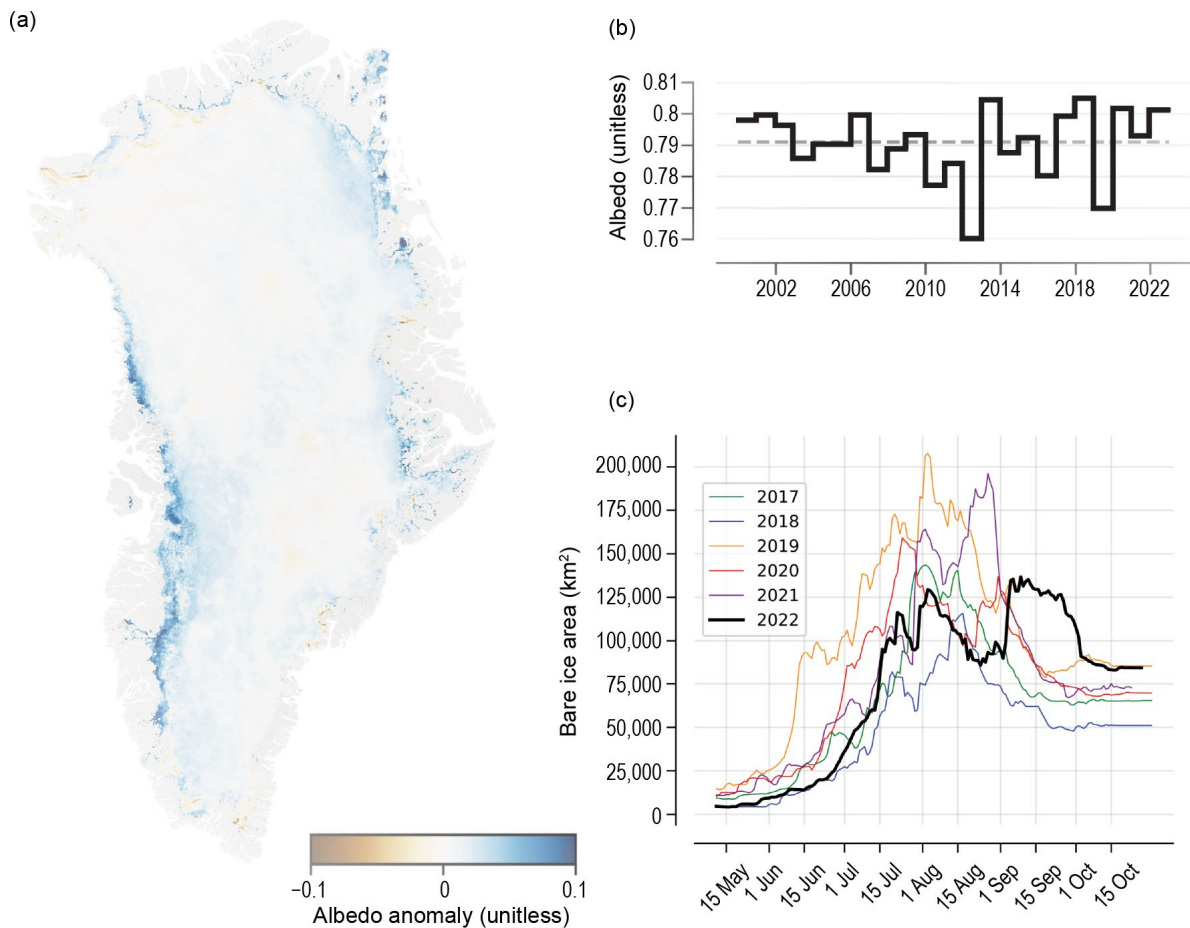 (a)
−0.1
0
0.1
Albedo anomaly (unitless)
(b)
Albedo (unitless)
0.81
0.8
0.79
0.78
0.77
0.76
2002
2006
2010
2014
2018
2022
(c)
Bare ice area (km²)
200,000
175,000
150,000
125,000
100,000
75,000
50,000
25,000
0
2017
2018
2019
2020
2021
2022
15 May
1 Jun
15 Jun
1 Jul
15 Jul
1 Aug
15 Aug
1 Sep
15 Sep
1 Oct
15 Oct